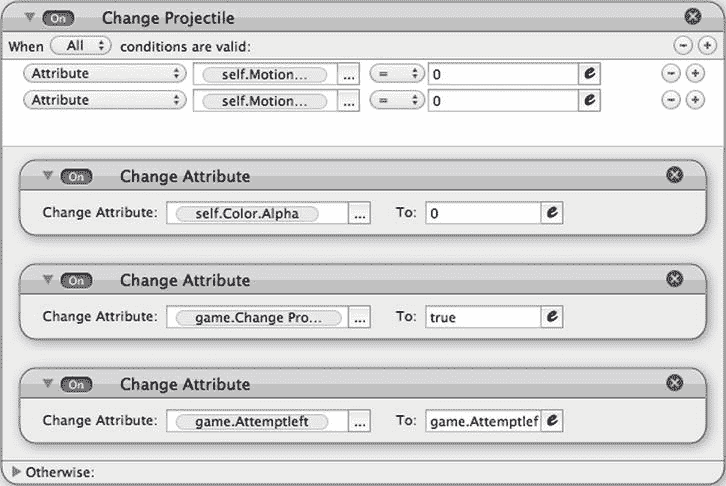 On Change Projectile
When All conditions are valid:
Attribute self.Motion... ... = 0 e
Attribute self.Motion... ... = 0 e
On Change Attribute
Change Attribute: self.Color.Alpha ... To: 0 e
On Change Attribute
Change Attribute: game.Change Pro... ... To: true e
On Change Attribute
Change Attribute: game.Attemptleft ... To: game.Attemptlef e
Otherwise: